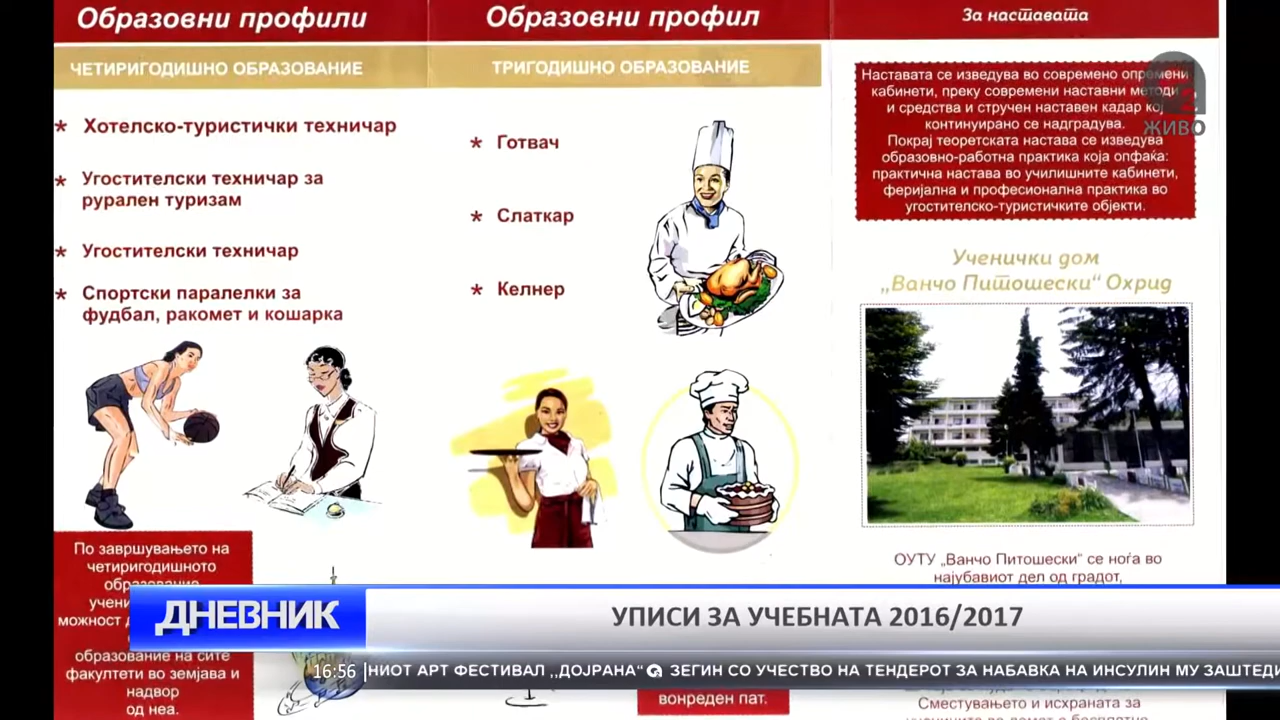 Образовни профили
ЧЕТИРИГОДИШНО ОБРАЗОВАНИЕ
* Хотелско-туристички техничар
* Угостителски техничар за
рурален туризам
* Угостителски техничар
* Спортски паралелки за
фудбал, ракомет и кошарка
По завршувањето на
четиригодишното
образование
учени
можност д
образование на сите
факултети во земјава и
надвор
од неа.
Образовни профил
ТРИГОДИШНО ОБРАЗОВАНИЕ
* Готвач
* Слаткар
* Келнер
вонреден пат.
За наставата
Наставата се изведува во современо опремени
кабинети, преку современи наставни методи
и средства и стручен наставен кадар кој
континуирано се надградува.
Покрај теоретската настава се изведува
образовно-работна практика која опфаќа:
практична настава во училишните кабинети,
феријална и професионална практика во
угостителско-туристичките објекти.
Ученички дом
„Ванчо Питошески“ Охрид
ОУТУ „Ванчо Питошески“ се ноѓа во
најубавиот дел од градот,
Сместувањето и исхраната за
ЖИВО
ДНЕВНИК
УПИСИ ЗА УЧЕБНАТА 2016/2017
16:56
НИОТ АРТ ФЕСТИВАЛ ,,ДОЈРАНА“ ЗЕГИН СО УЧЕСТВО НА ТЕНДЕРОТ ЗА НАБАВКА НА ИНСУЛИН МУ ЗАШТЕДИ